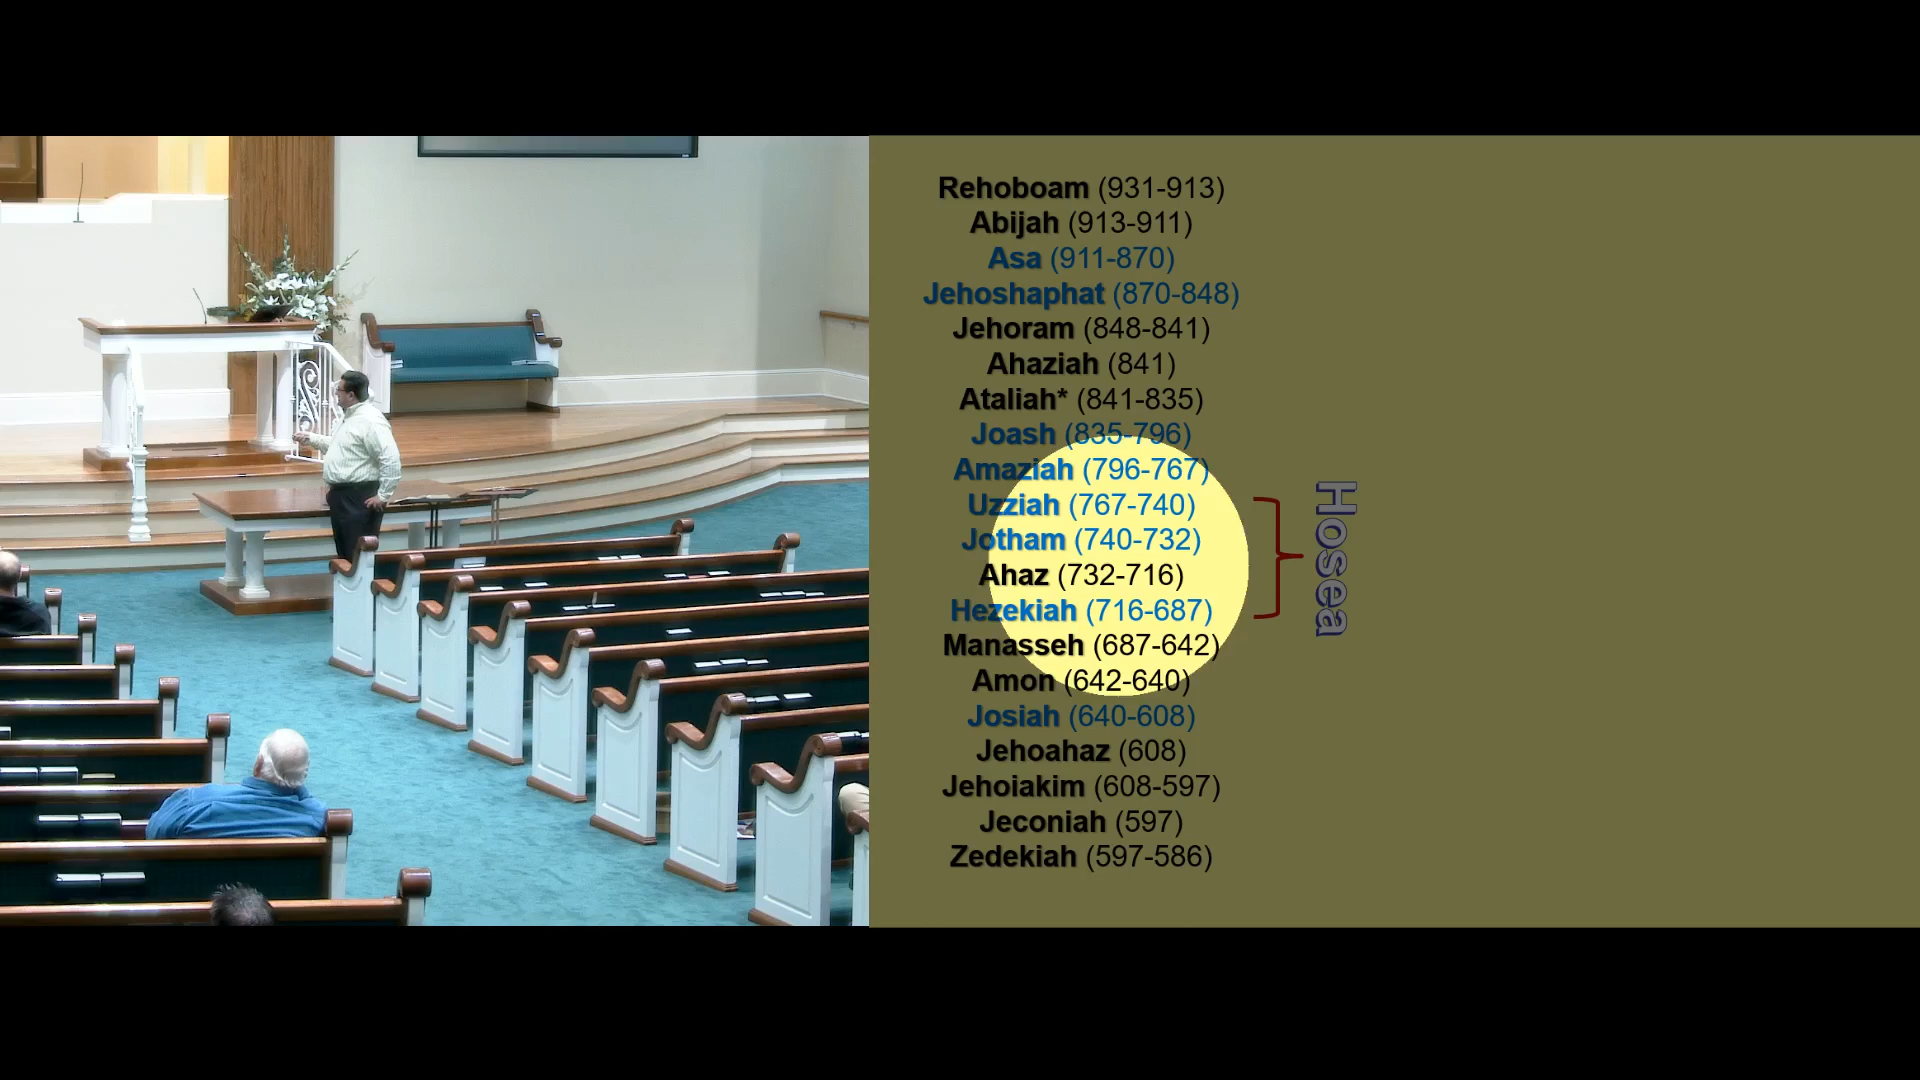 Rehoboam (931-913)
Abijah (913-911)
Asa (911-870)
Jehoshaphat (870-848)
Jehoram (848-841)
Ahaziah (841)
Ataliah* (841-835)
Joash (835-796)
Amaziah (796-767)
Uzziah (767-740)
Jotham (740-732)
Ahaz (732-716)
Hezekiah (716-687)
Manasseh (687-642)
Amon (642-640)
Josiah (640-608)
Jehoahaz (608)
Jehoiakim (608-597)
Jeconiah (597)
Zedekiah (597-586)
Hosea